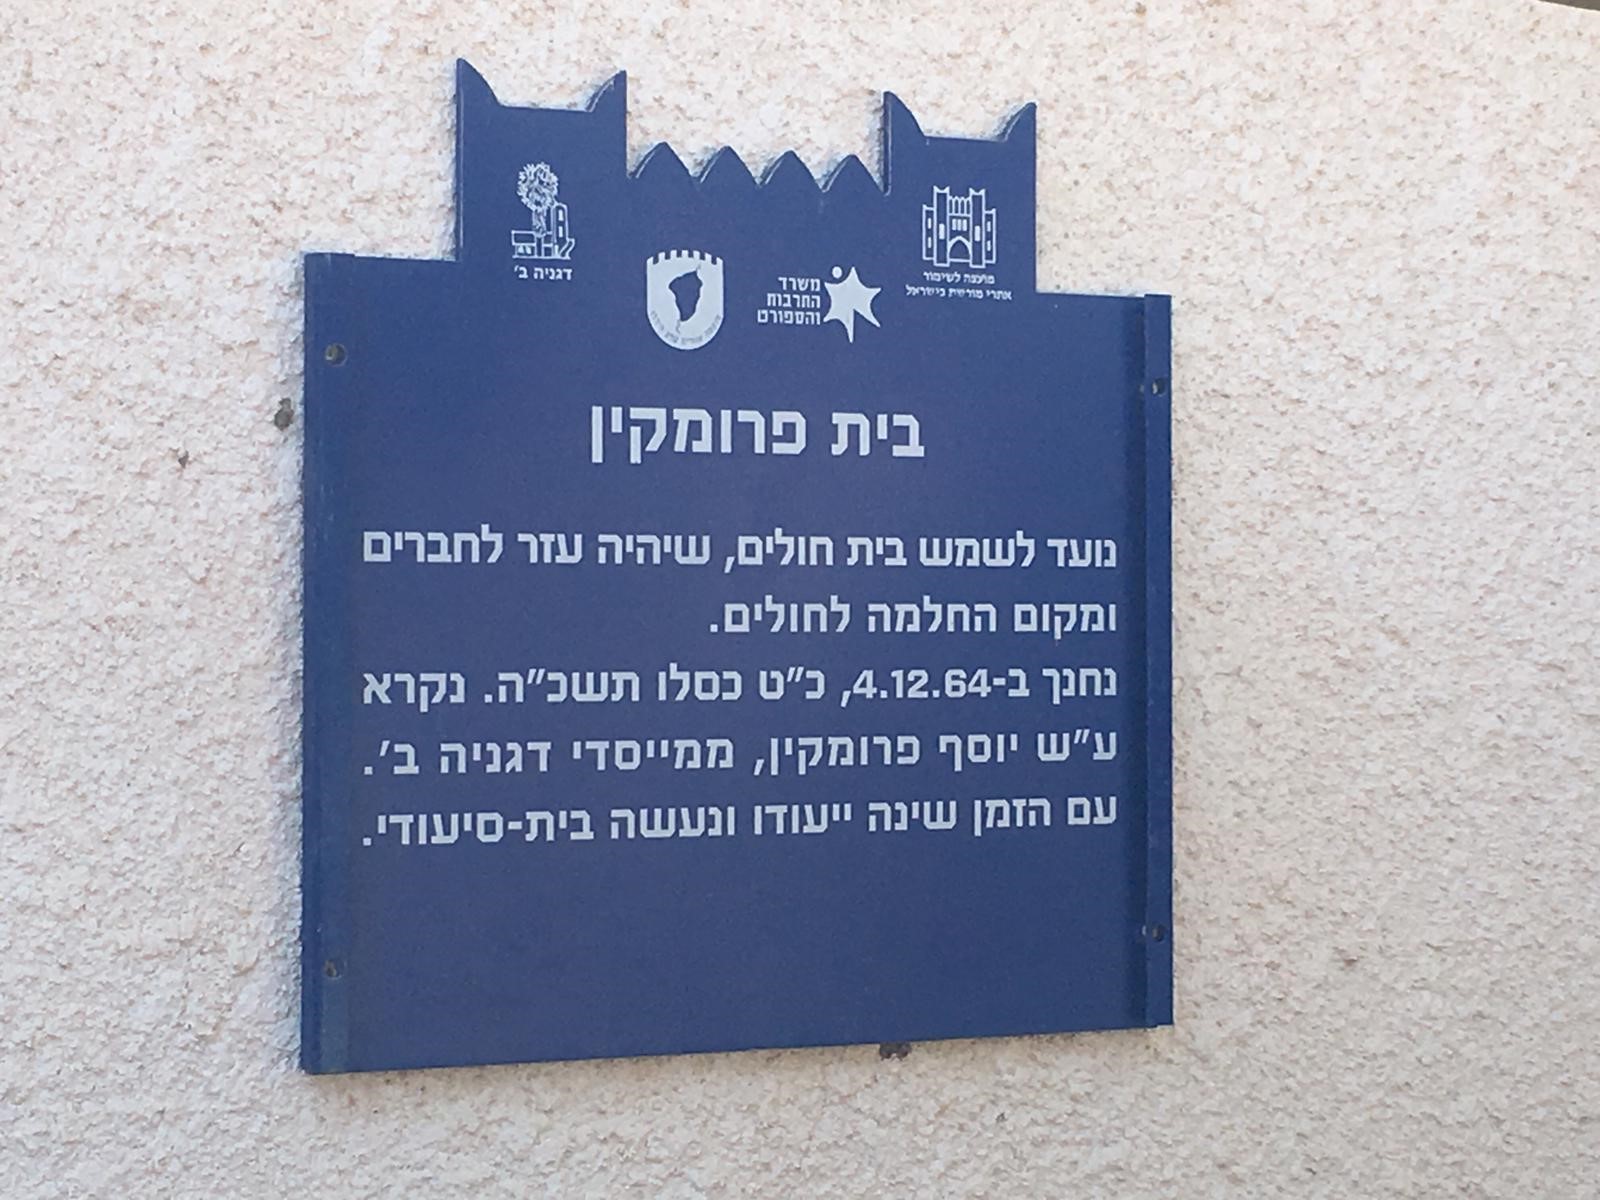 דגניה ב׳
משרד
התרבות
והספורט
מועצה לשימור
אתרי מורשת בישראל
בית פרומקין
נועד לשמש בית חולים, שיהיה עזר לחברים
ומקום החלמה לחולים.
נחנך ב-4.12.64, כ״ט כסלו תשכ״ה. נקרא
ע״ש יוסף פרומקין, ממייסדי דגניה ב׳.
עם הזמן שינה ייעודו ונעשה בית-סיעודי.